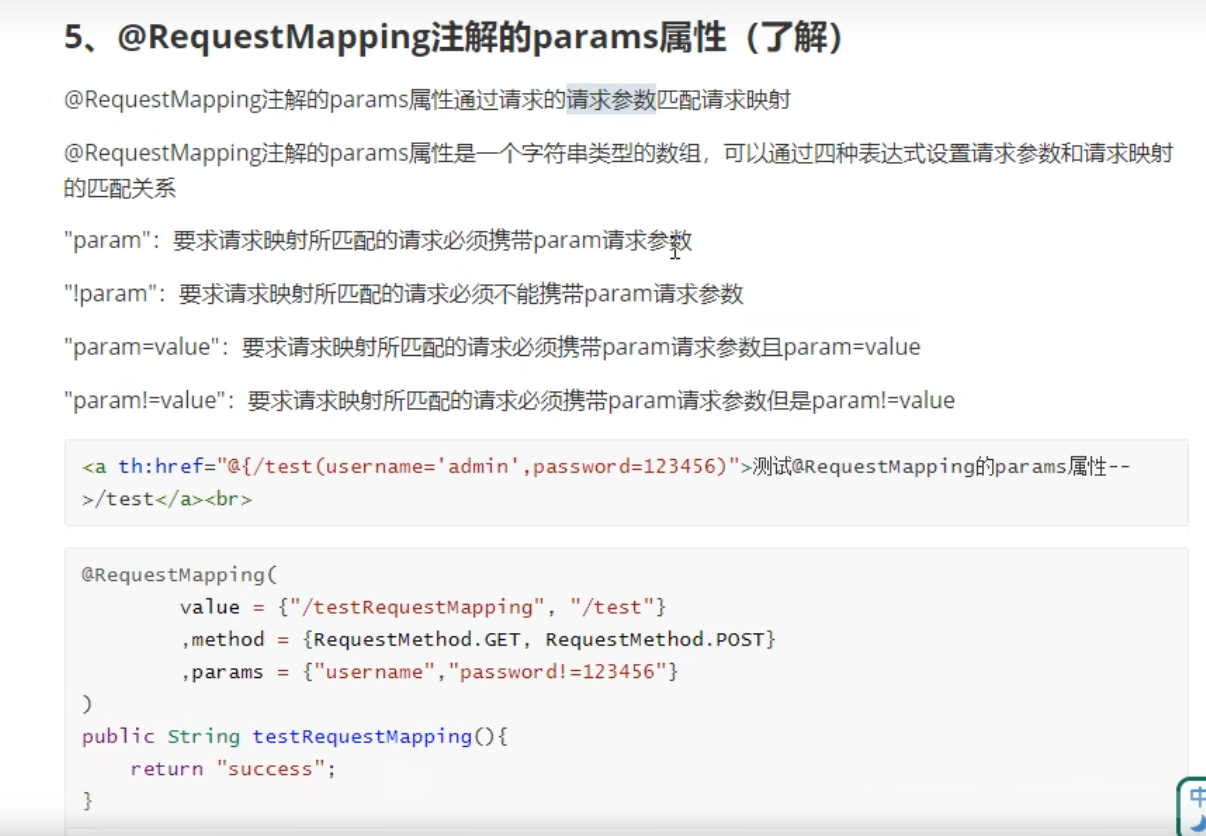 5、@RequestMapping注解的params属性（了解）
@RequestMapping注解的params属性通过请求的请求参数匹配请求映射
@RequestMapping注解的params属性是一个字符串类型的数组，可以通过四种表达式设置请求参数和请求映射
的匹配关系
"param"：要求请求映射所匹配的请求必须携带param请求参数
"!param"：要求请求映射所匹配的请求必须不能携带param请求参数
"param=value"：要求请求映射所匹配的请求必须携带param请求参数且param=value
"param!=value"：要求请求映射所匹配的请求必须携带param请求参数但是param!=value
<a th:href="@{/test(username='admin',password=123456)">测试@RequestMapping的params属性--
>/test</a><br>
@RequestMapping(
        value = {"/testRequestMapping", "/test"}
        ,method = {RequestMethod.GET, RequestMethod.POST}
        ,params = {"username","password!=123456"}
)
public String testRequestMapping(){
    return "success";
}
中